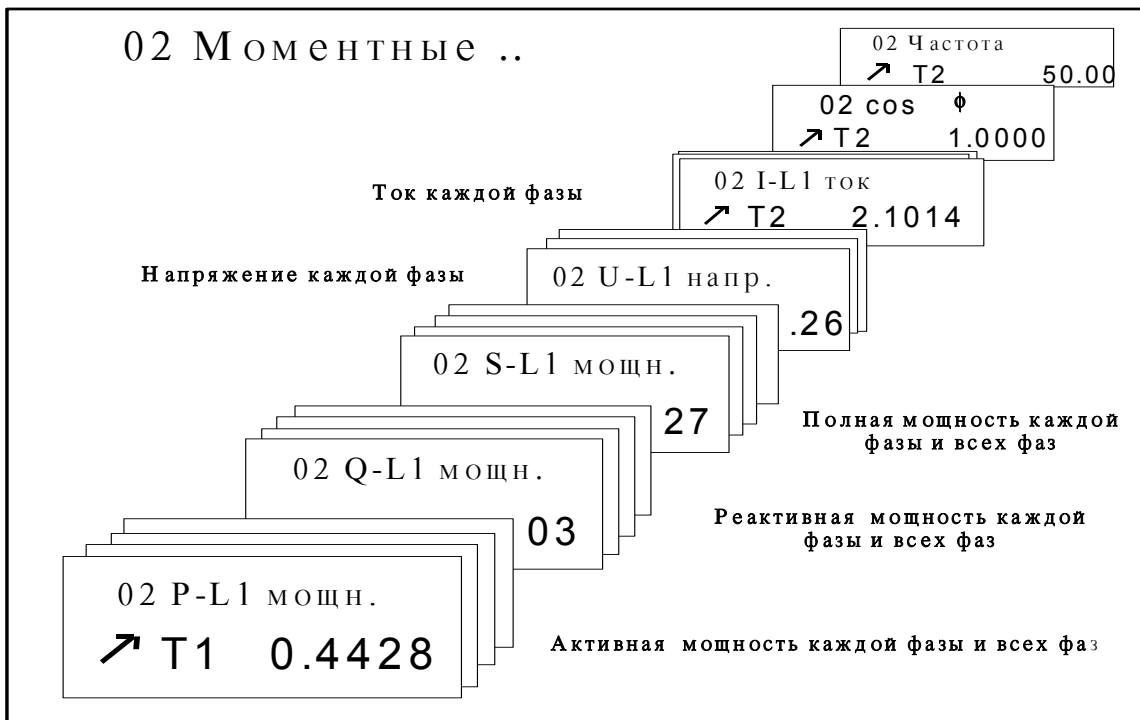 02 Моментные ..
02 Частота
T2 50.00
02 cos ϕ
T2 1.0000
Ток каждой фазы
02 I-L1 ток
T2 2.1014
Напряжение каждой фазы
02 U-L1 напр.
.26
02 S-L1 мощн.
27
Полная мощность каждой
фазы и всех фаз
02 Q-L1 мощн.
03
Реактивная мощность каждой
фазы и всех фаз
02 P-L1 мощн.
T1 0.4428
Активная мощность каждой фазы и всех фаз